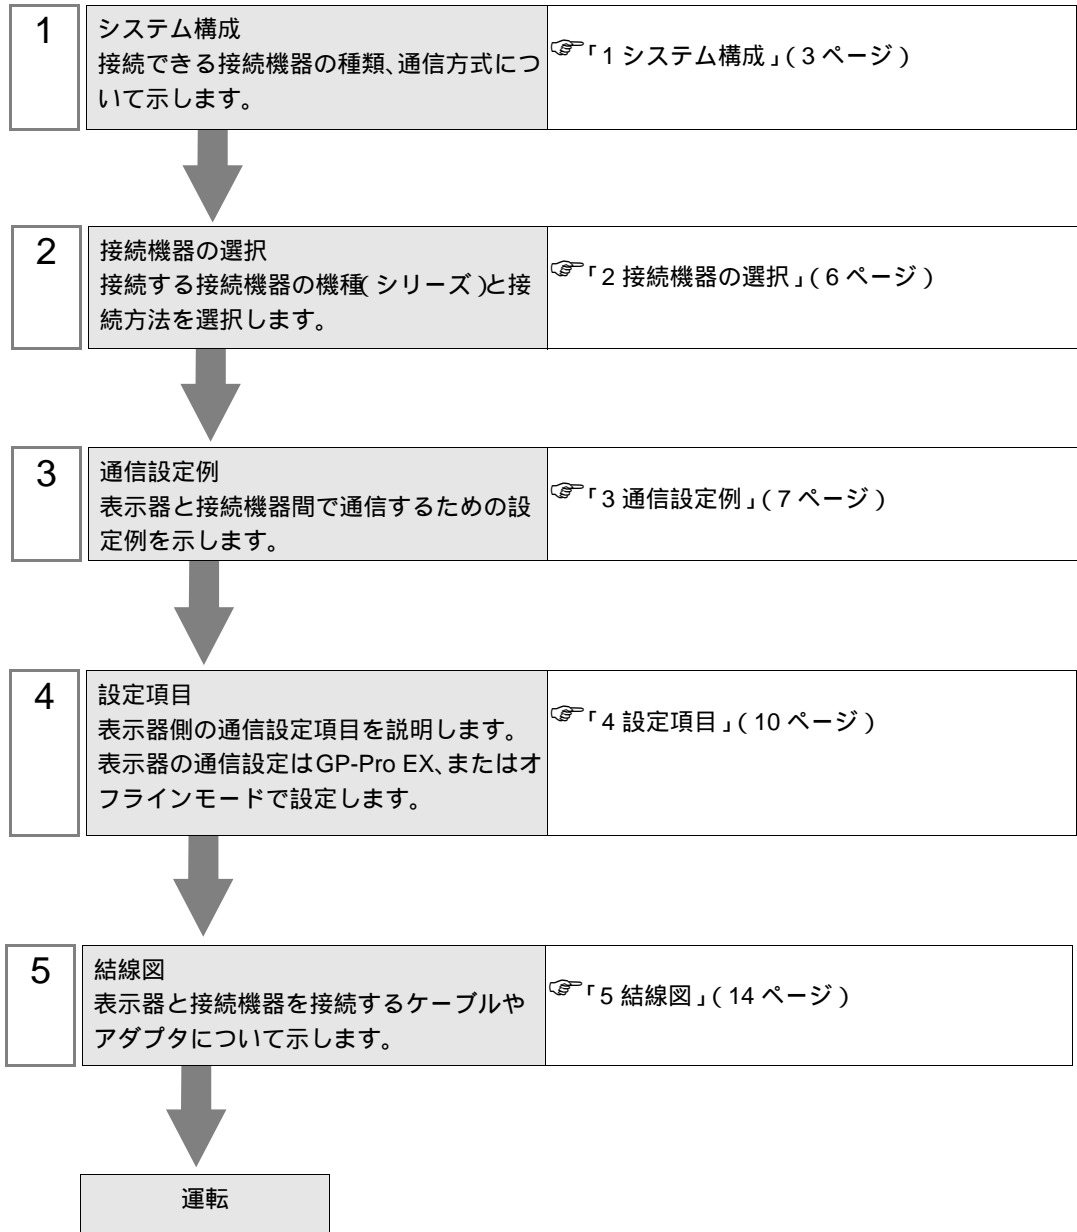 1
システム構成
接続できる接続機器の種類、通信方式につ
いて示します。
☞「1 システム構成」( 3 ページ )
2
接続機器の選択
接続する接続機器の機種( シリーズ )と接
続方法を選択します。
☞「2 接続機器の選択」( 6 ページ )
3
通信設定例
表示器と接続機器間で通信するための設
定例を示します。
☞「3 通信設定例」( 7 ページ )
4
設定項目
表示器側の通信設定項目を説明します。
表示器の通信設定はGP-Pro EX、またはオ
フラインモードで設定します。
☞「4 設定項目」( 10 ページ )
5
結線図
表示器と接続機器を接続するケーブルや
アダプタについて示します。
☞「5 結線図」( 14 ページ )
運転